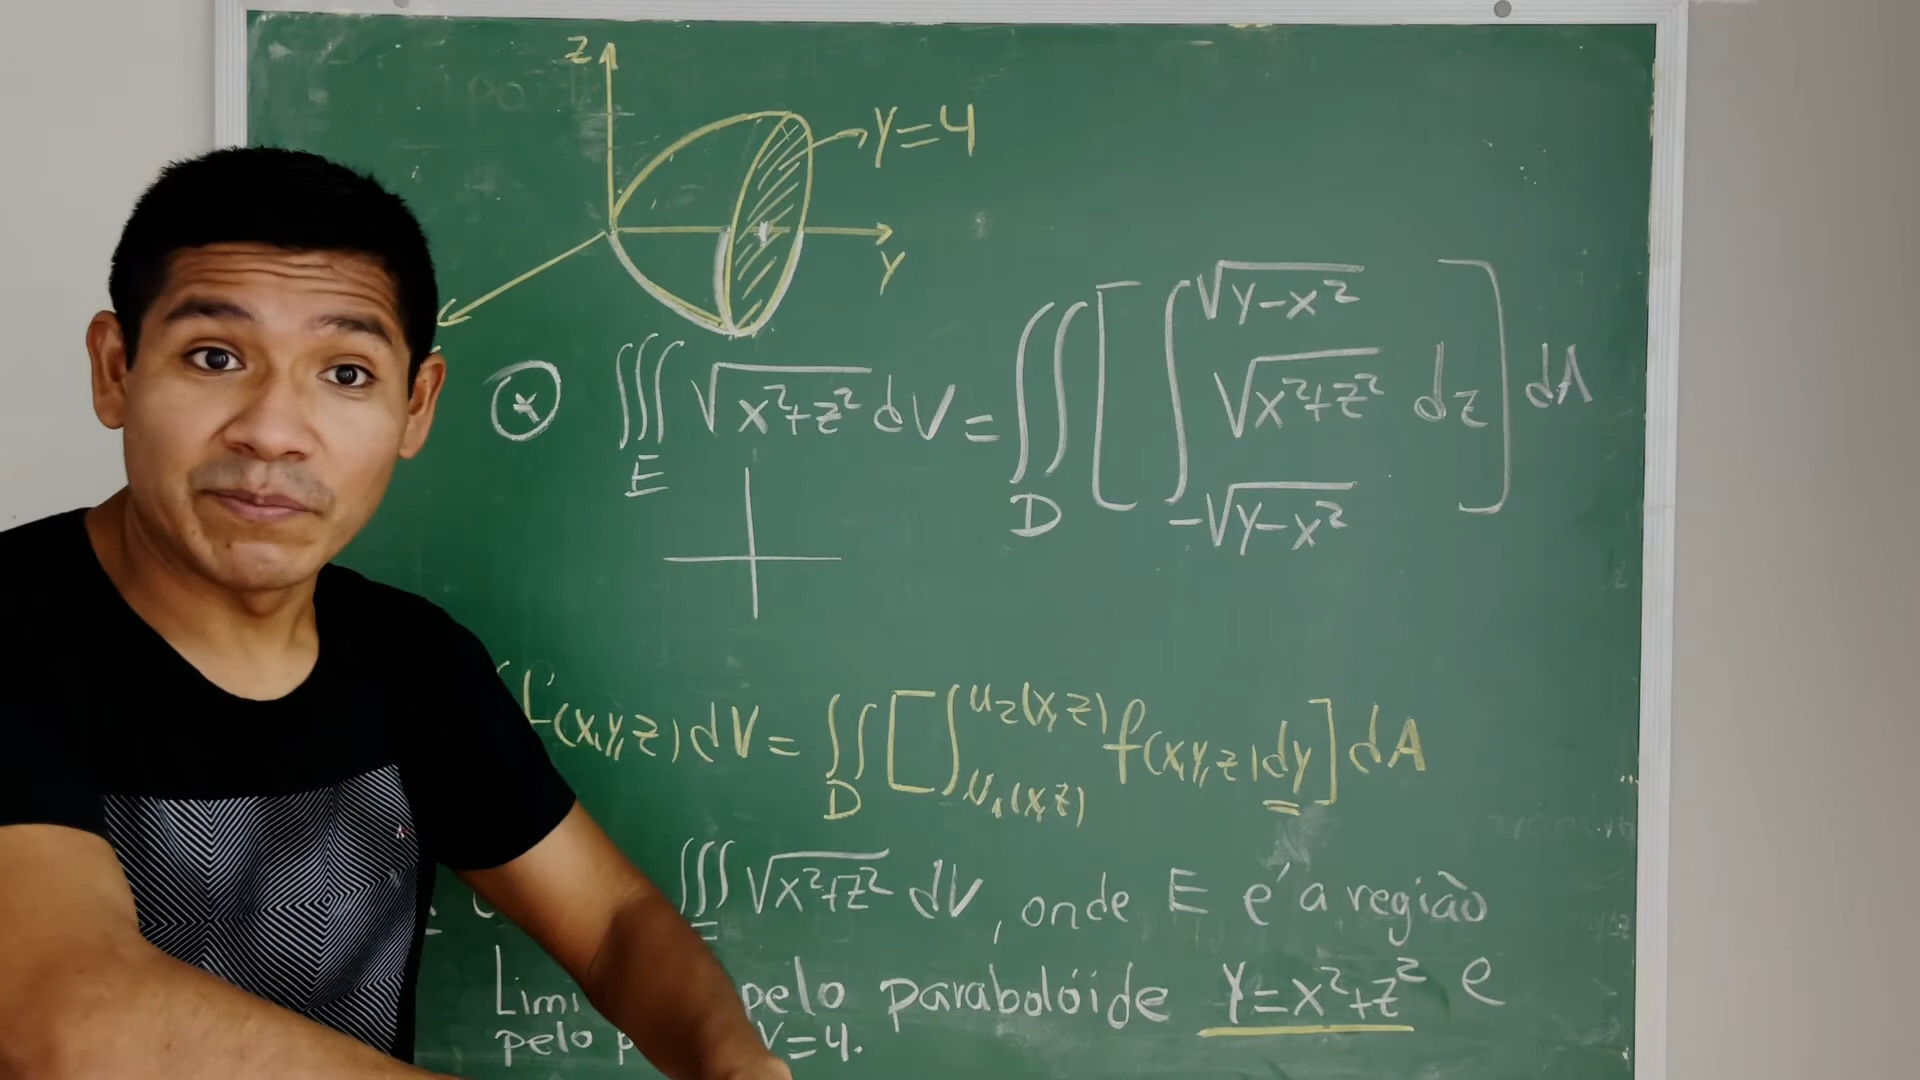 z
y=4
y
* ∭_E √(x²+z²) dV = ∬_D [ ∫_{-√(y-x²)}^{√(y-x²)} √(x²+z²) dz ] dA
f(x,y,z) dV = ∬_D [ ∫_{u₁(x,z)}^{u₂(x,z)} f(x,y,z) dy ] dA
∭ √(x²+z²) dV, onde E é a região
pelo parabolóide y=x²+z² e
pelo y=4.